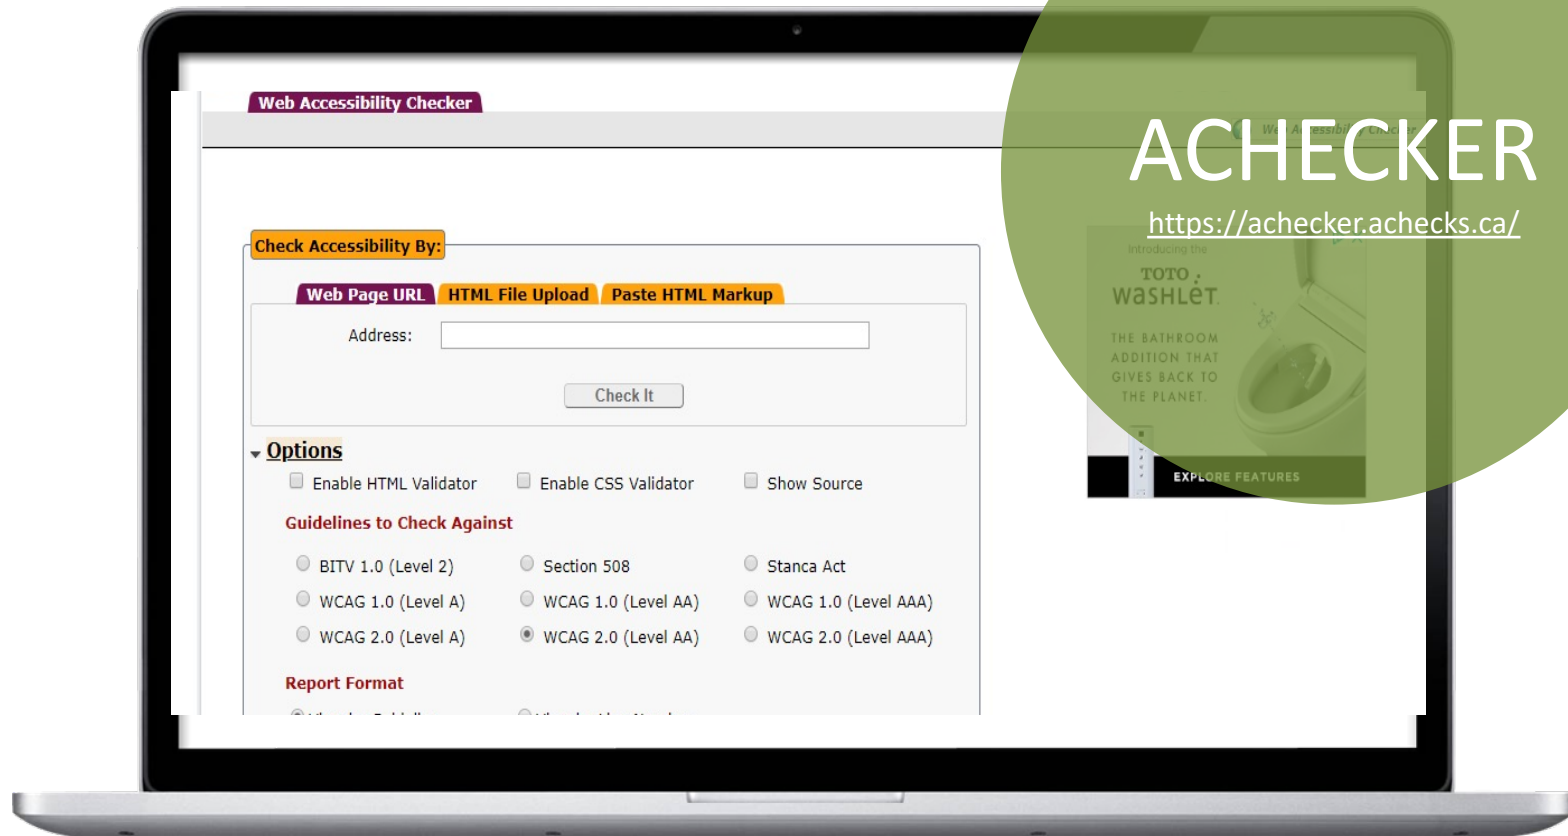 Web Accessibility Checker
Web Accessibility Checker
ACHECKER
https://achecker.achecks.ca/
Check Accessibility By:
Web Page URL HTML File Upload Paste HTML Markup
Address:
Check It
Options
Enable HTML Validator Enable CSS Validator Show Source
Guidelines to Check Against
BITV 1.0 (Level 2) Section 508 Stanca Act
WCAG 1.0 (Level A) WCAG 1.0 (Level AA) WCAG 1.0 (Level AAA)
WCAG 2.0 (Level A) WCAG 2.0 (Level AA) WCAG 2.0 (Level AAA)
Report Format
Introducing the
TOTO
WASHLET
THE BATHROOM
ADDITION THAT
GIVES BACK TO
THE PLANET.
EXPLORE FEATURES